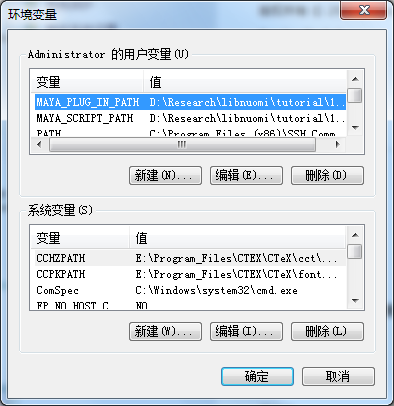 环境变量
Administrator 的用户变量(U)
变量 值
MAYA_PLUG_IN_PATH D:\Research\libnuomi\tutorial\1...
MAYA_SCRIPT_PATH D:\Research\libnuomi\tutorial\1...
PATH C:\Program Files (x86)\SSH Comm...
新建(N)... 编辑(E)... 删除(D)
系统变量(S)
变量 值
CCHZPATH E:\Program_Files\CTEX\CTeX\cct\...
CCPKPATH E:\Program_Files\CTEX\CTeX\font...
ComSpec C:\Windows\system32\cmd.exe
FP_NO_HOST_C... NO
新建(W)... 编辑(I)... 删除(L)
确定 取消